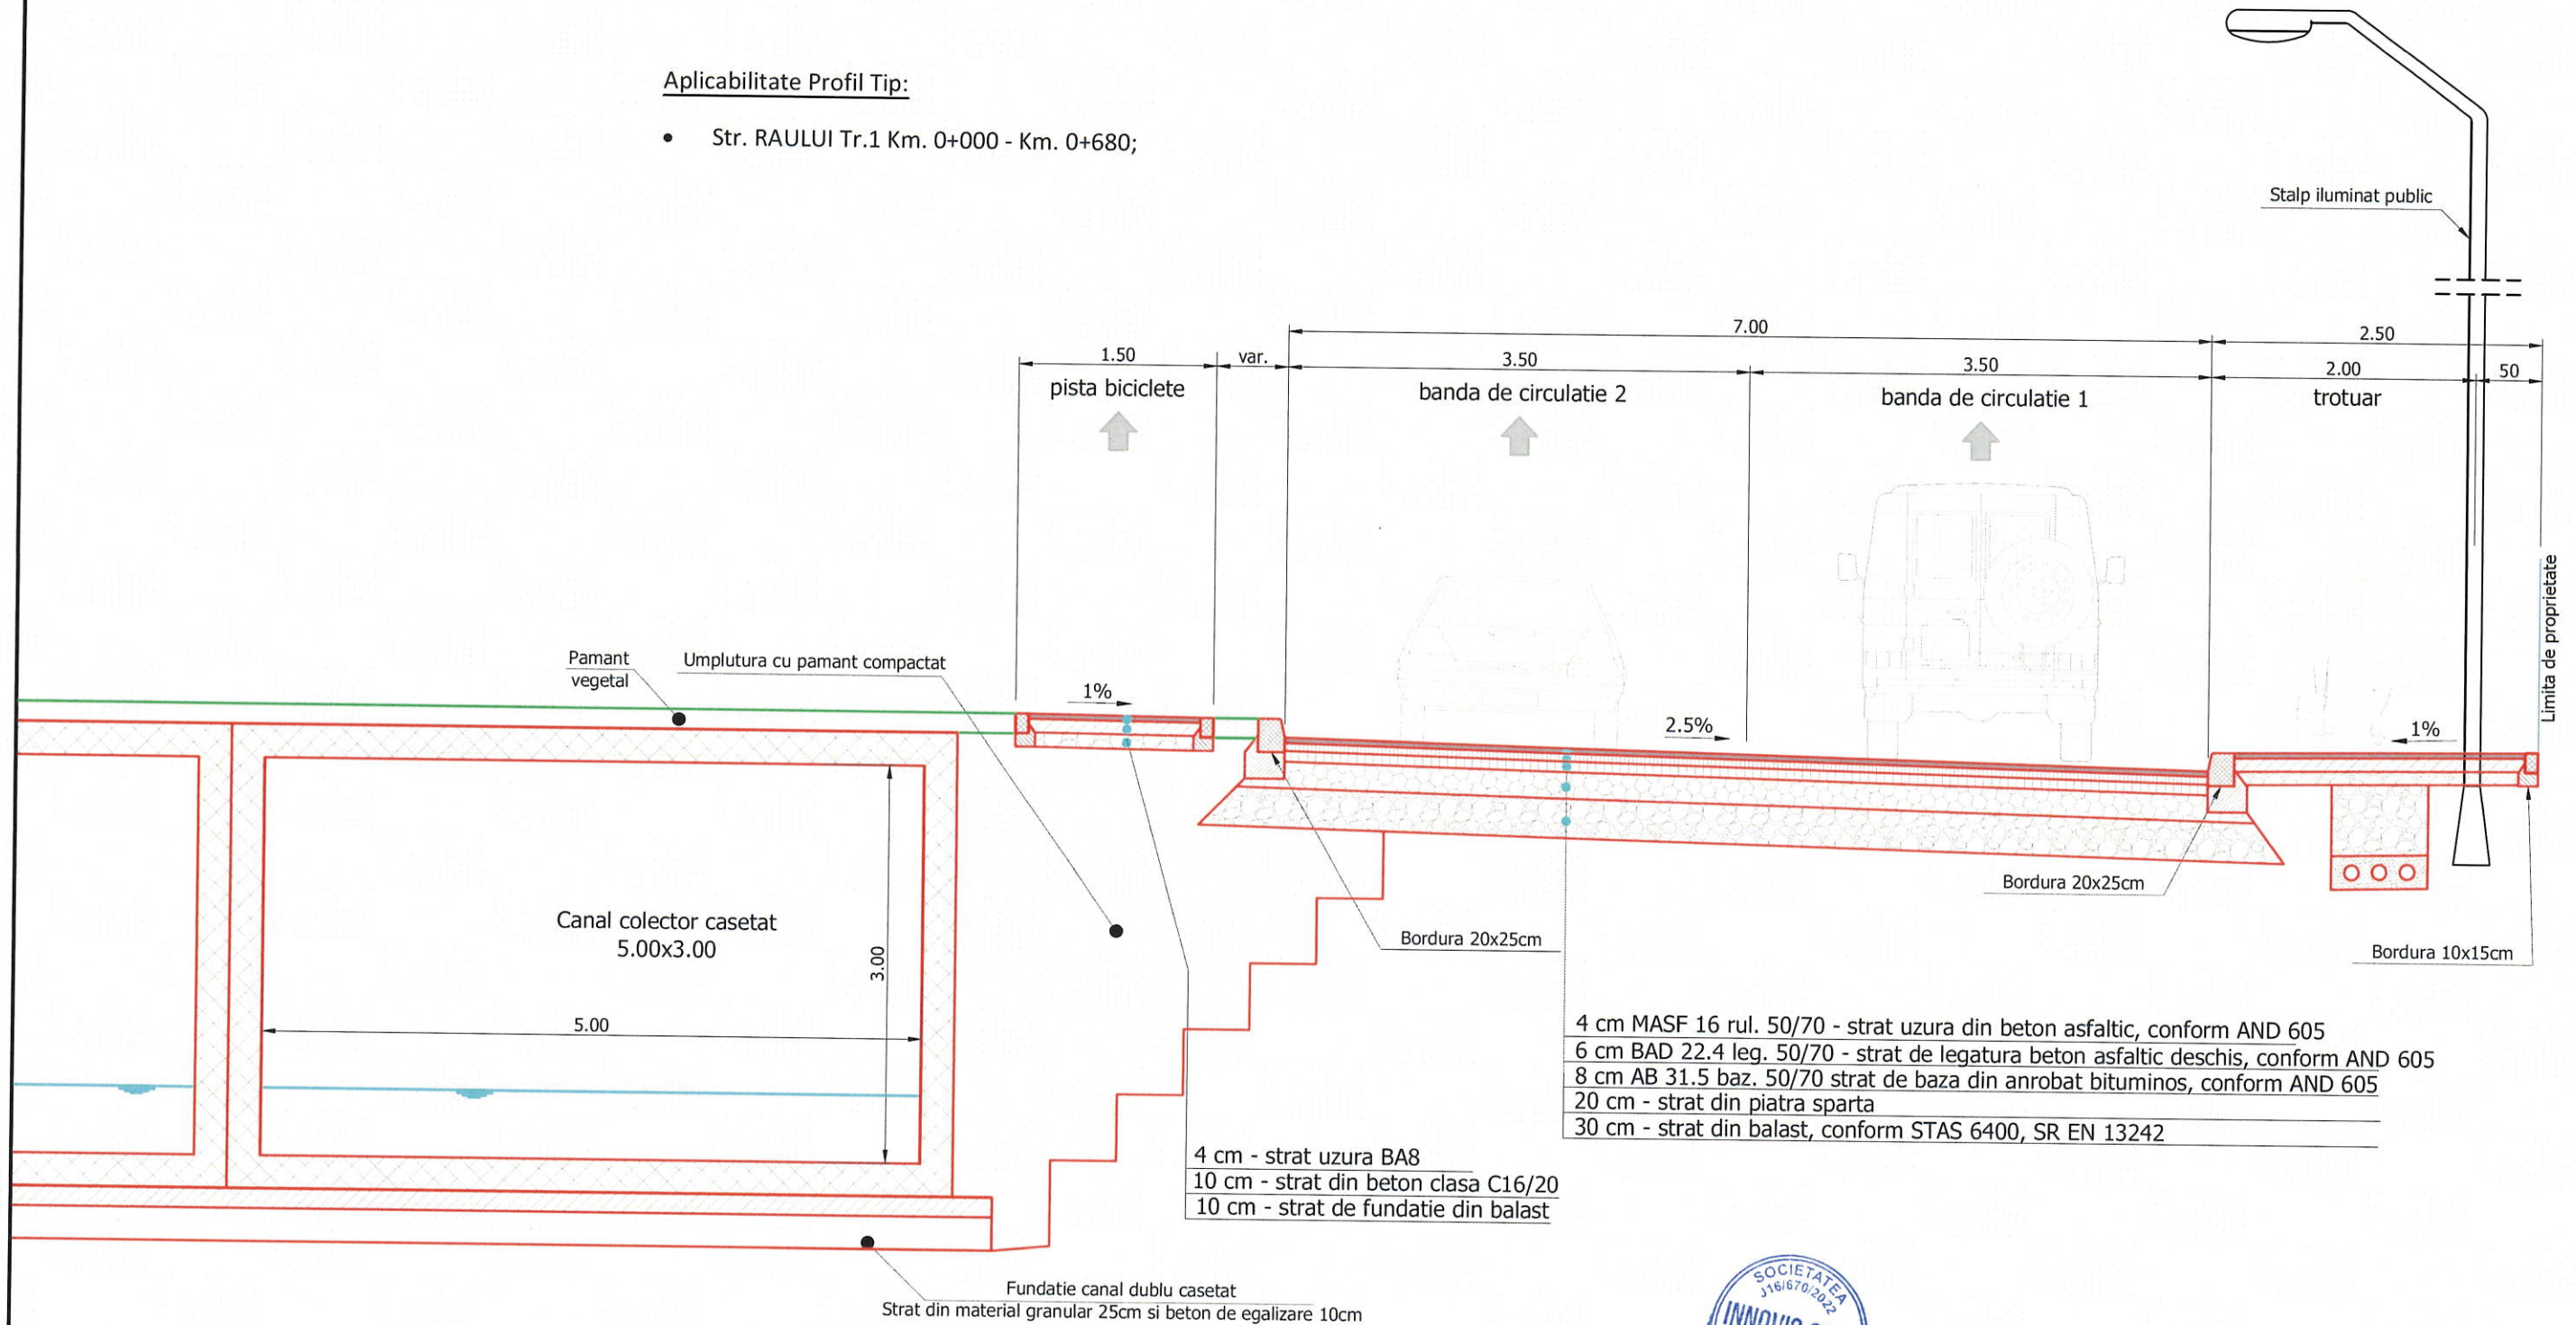 Aplicabilitate Profil Tip:
• Str. RAULUI Tr.1 Km. 0+000 - Km. 0+680;
Stalp iluminat public
7.00
2.50
1.50
var.
3.50
3.50
2.00
50
pista biciclete
banda de circulatie 2
banda de circulatie 1
trotuar
Limita de proprietate
Pamant
vegetal
Umplutura cu pamant compactat
1%
2.5%
1%
Canal colector casetat
5.00x3.00
3.00
5.00
Bordura 20x25cm
Bordura 20x25cm
Bordura 10x15cm
4 cm MASF 16 rul. 50/70 - strat uzura din beton asfaltic, conform AND 605
6 cm BAD 22.4 leg. 50/70 - strat de legatura beton asfaltic deschis, conform AND 605
8 cm AB 31.5 baz. 50/70 strat de baza din anrobat bituminos, conform AND 605
20 cm - strat din piatra sparta
30 cm - strat din balast, conform STAS 6400, SR EN 13242
4 cm - strat uzura BA8
10 cm - strat din beton clasa C16/20
10 cm - strat de fundatie din balast
Fundatie canal dublu casetat
Strat din material granular 25cm si beton de egalizare 10cm
SOCIETATEA
J16/670/2022